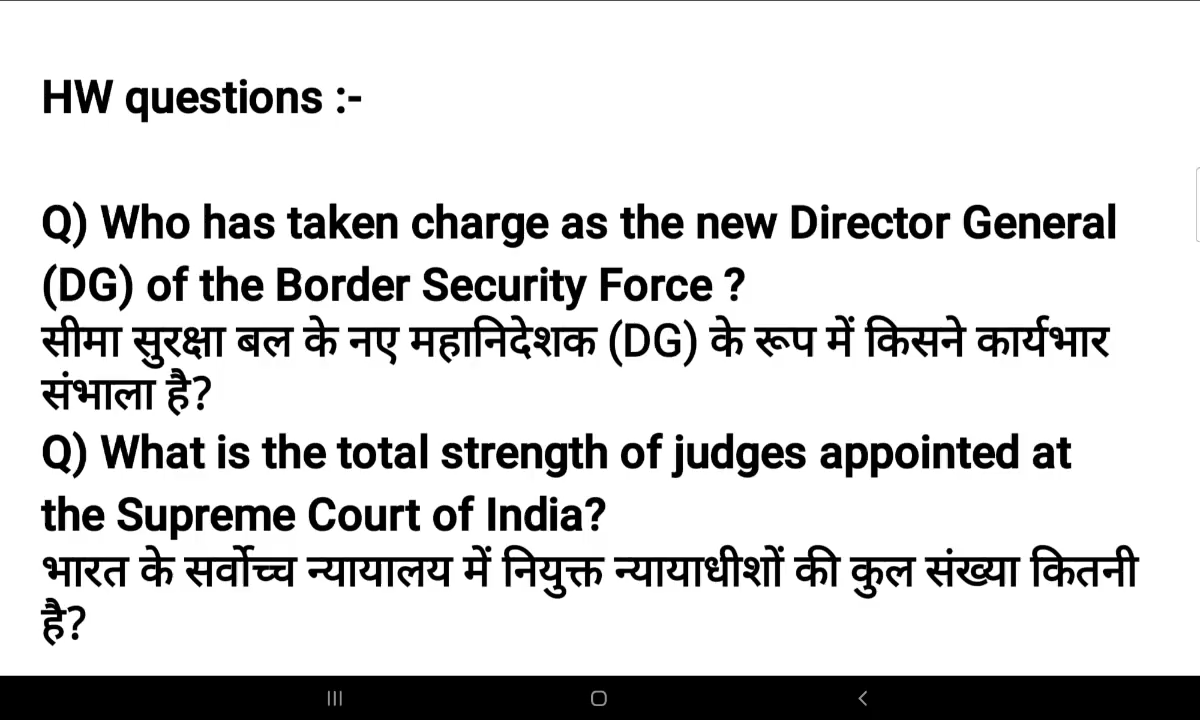 HW questions :-
Q) Who has taken charge as the new Director General
(DG) of the Border Security Force ?
सीमा सुरक्षा बल के नए महानिदेशक (DG) के रूप में किसने कार्यभार
संभाला है?
Q) What is the total strength of judges appointed at
the Supreme Court of India?
भारत के सर्वोच्च न्यायालय में नियुक्त न्यायाधीशों की कुल संख्या कितनी
है?